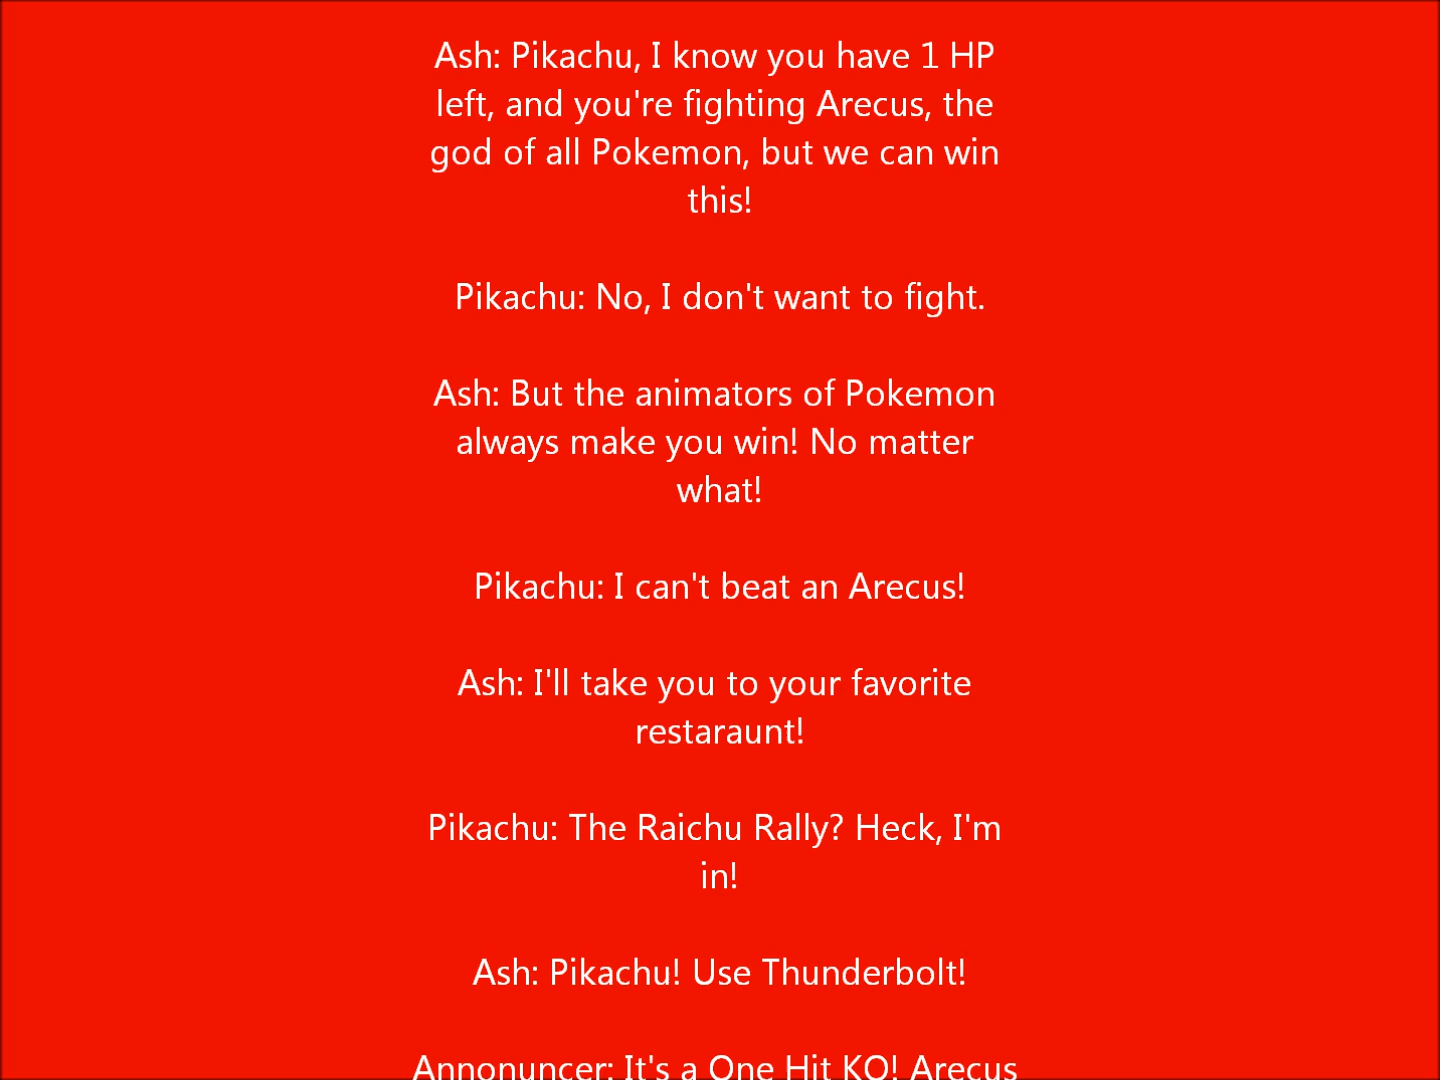 Ash: Pikachu, I know you have 1 HP
left, and you're fighting Arecus, the
god of all Pokemon, but we can win
this!
Pikachu: No, I don't want to fight.
Ash: But the animators of Pokemon
always make you win! No matter
what!
Pikachu: I can't beat an Arecus!
Ash: I'll take you to your favorite
restaraunt!
Pikachu: The Raichu Rally? Heck, I'm
in!
Ash: Pikachu! Use Thunderbolt!
Annonuncer: It's a One Hit KO! Arecus